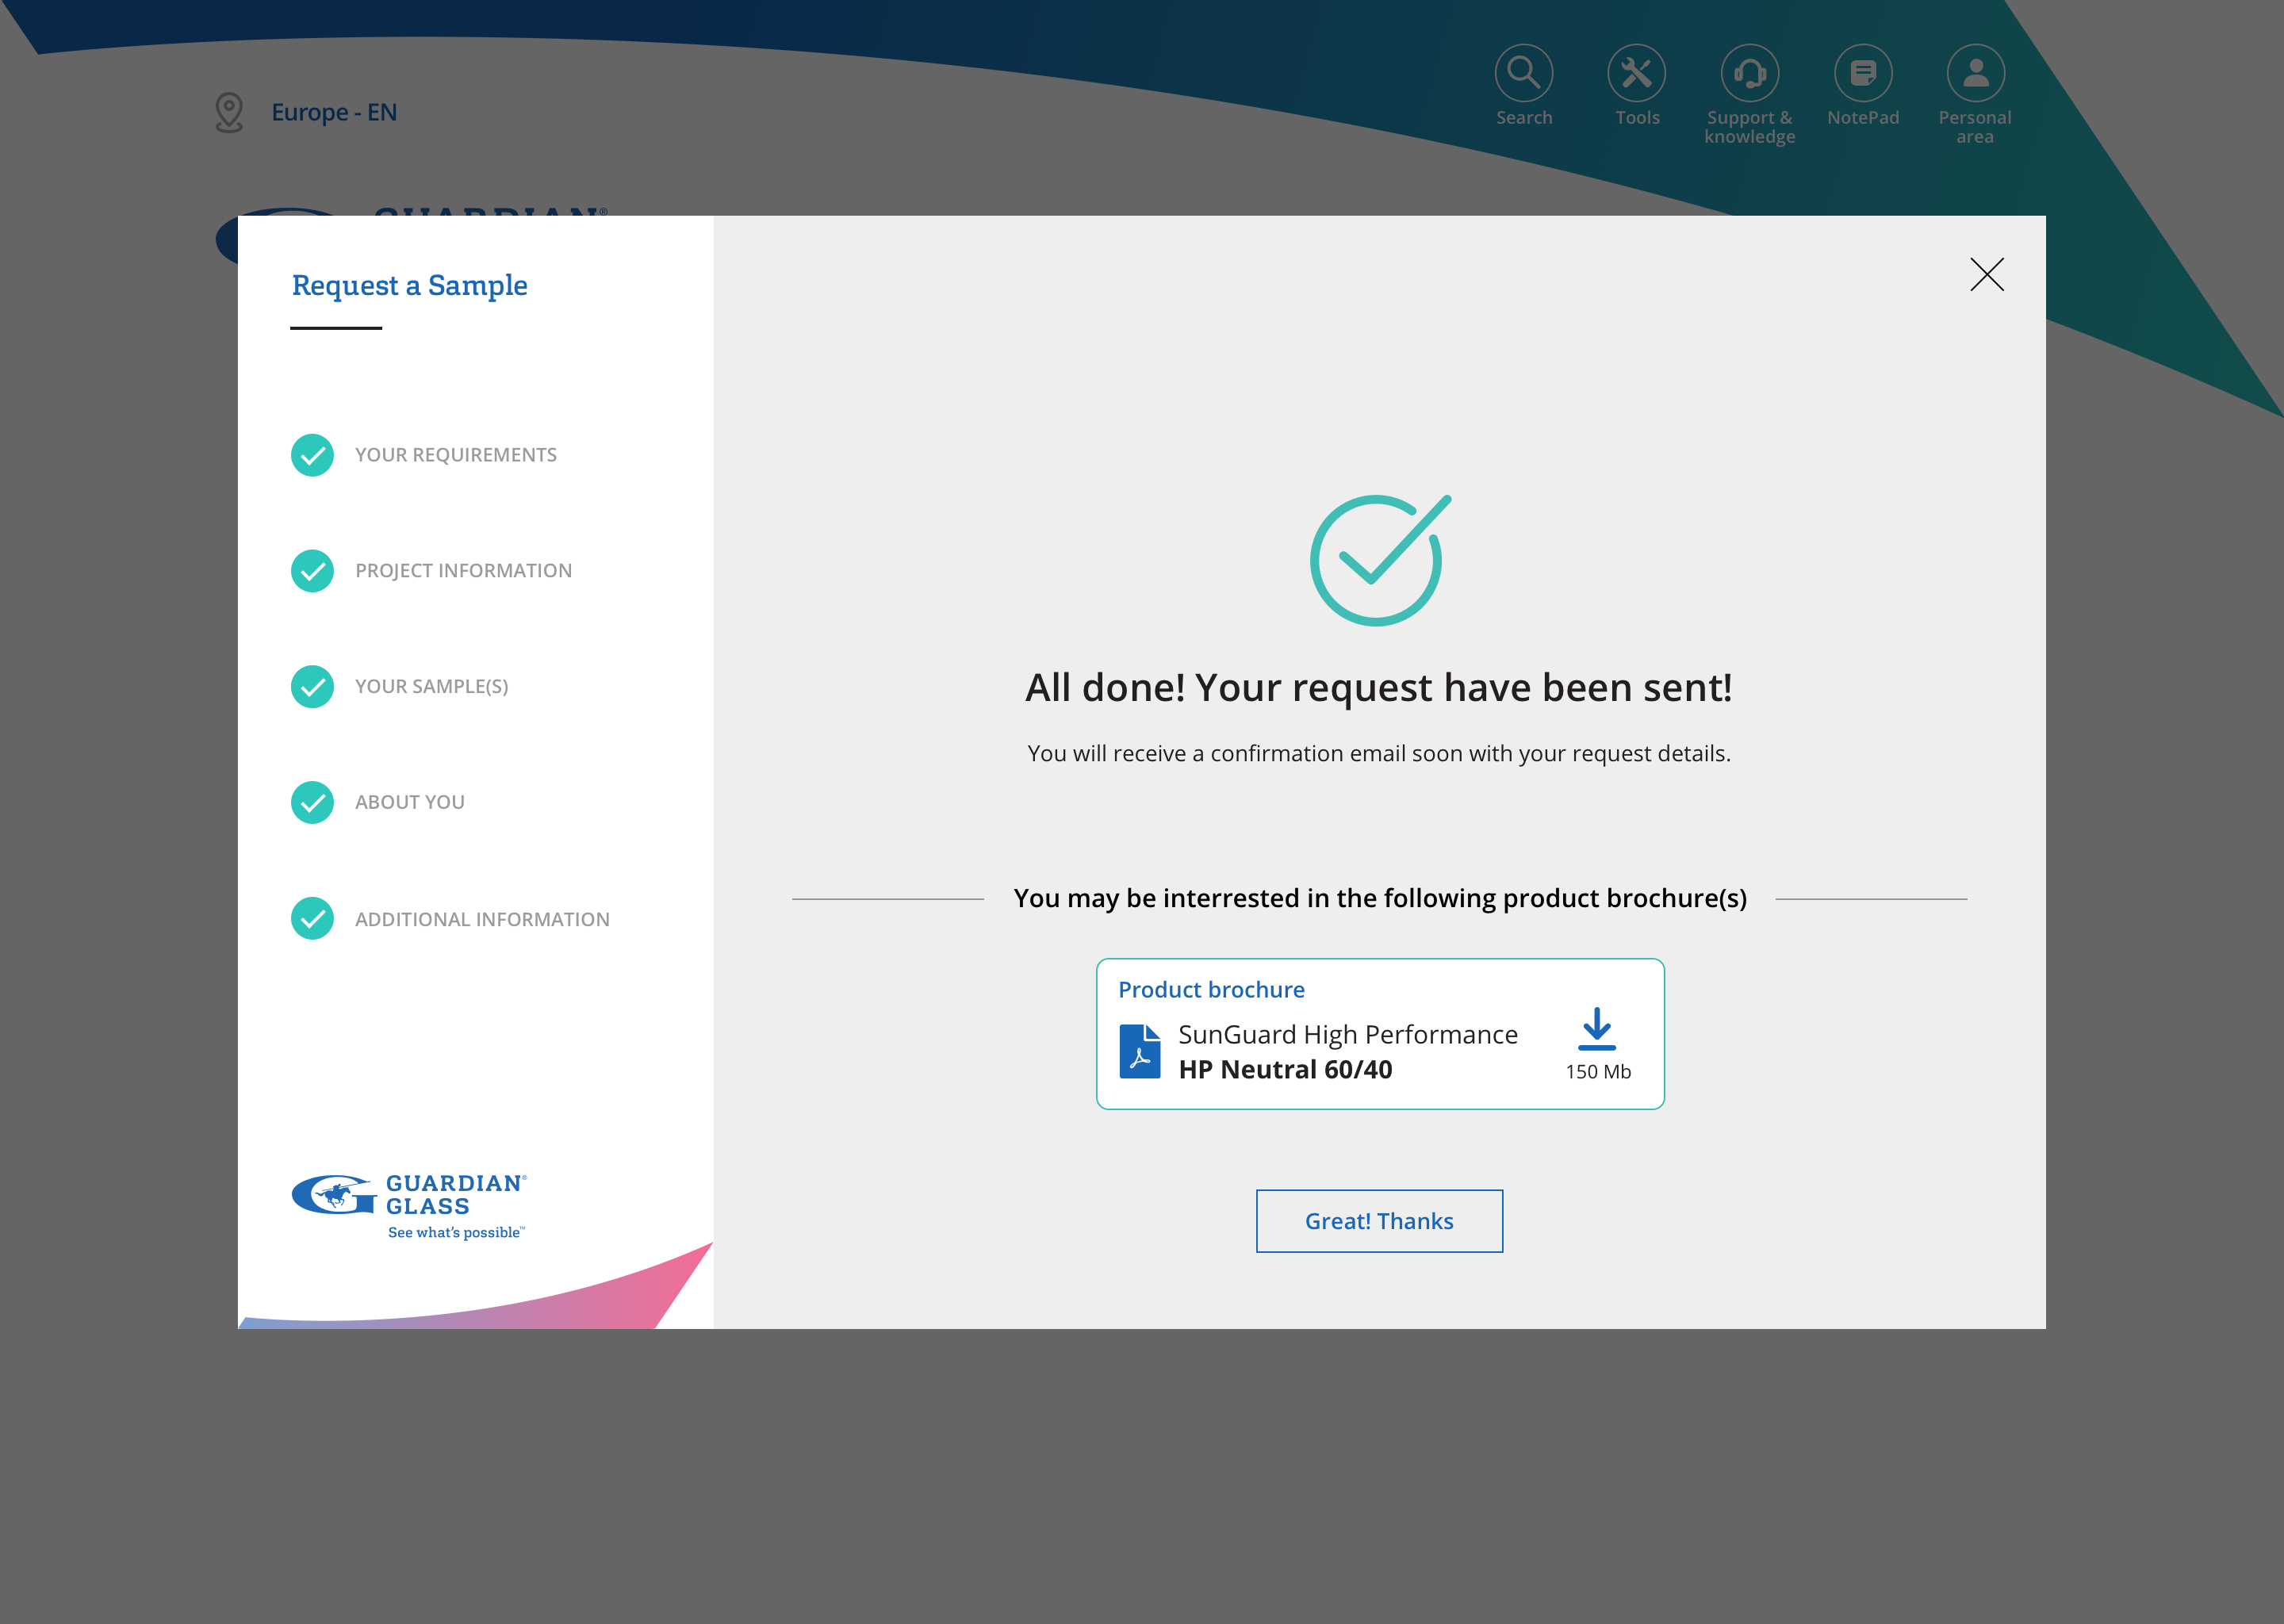 Europe - EN
Search
Tools
Support &
knowledge
NotePad
Personal
area
GUARDIAN®
Request a Sample
YOUR REQUIREMENTS
PROJECT INFORMATION
YOUR SAMPLE(S)
ABOUT YOU
ADDITIONAL INFORMATION
GUARDIAN®
GLASS
See what's possible™
All done! Your request have been sent!
You will receive a confirmation email soon with your request details.
You may be interrested in the following product brochure(s)
Product brochure
SunGuard High Performance
HP Neutral 60/40
150 Mb
Great! Thanks